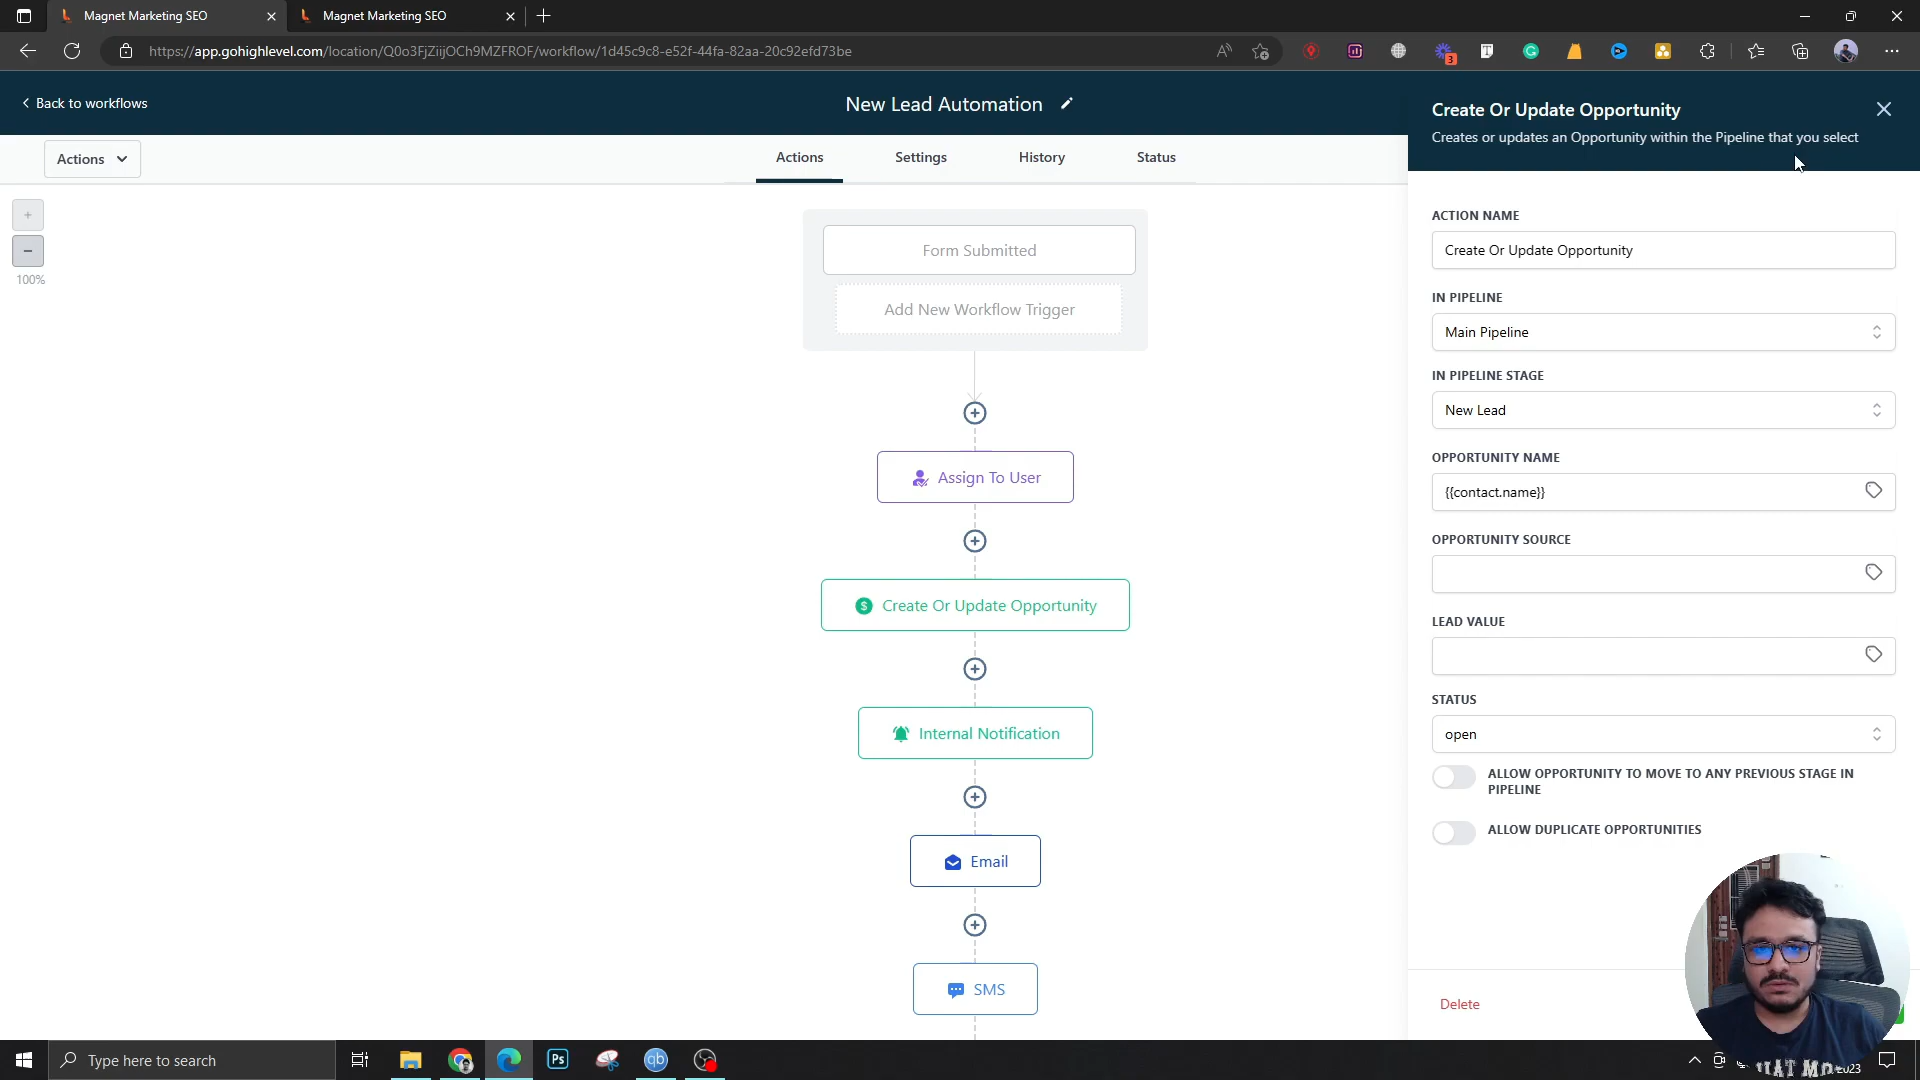 Magnet Marketing SEO
Magnet Marketing SEO
https://app.gohighlevel.com/location/Q0o3FjZiijOCh9MZFROF/workflow/1d45c9c8-e52f-44fa-82aa-20c92efd73be
3
Back to workflows
New Lead Automation
Create Or Update Opportunity
Creates or updates an Opportunity within the Pipeline that you select
Actions
Actions
Settings
History
Status
100%
Form Submitted
Add New Workflow Trigger
Assign To User
Create Or Update Opportunity
Internal Notification
Email
SMS
ACTION NAME
Create Or Update Opportunity
IN PIPELINE
Main Pipeline
IN PIPELINE STAGE
New Lead
OPPORTUNITY NAME
{{contact.name}}
OPPORTUNITY SOURCE
LEAD VALUE
STATUS
open
ALLOW OPPORTUNITY TO MOVE TO ANY PREVIOUS STAGE IN
PIPELINE
ALLOW DUPLICATE OPPORTUNITIES
Delete
Type here to search
Ps
qb